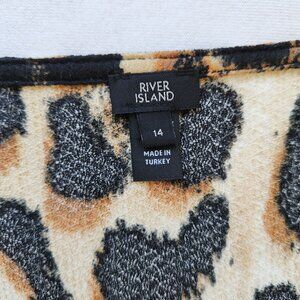 RIVER
ISLAND
14
MADE IN
TURKEY